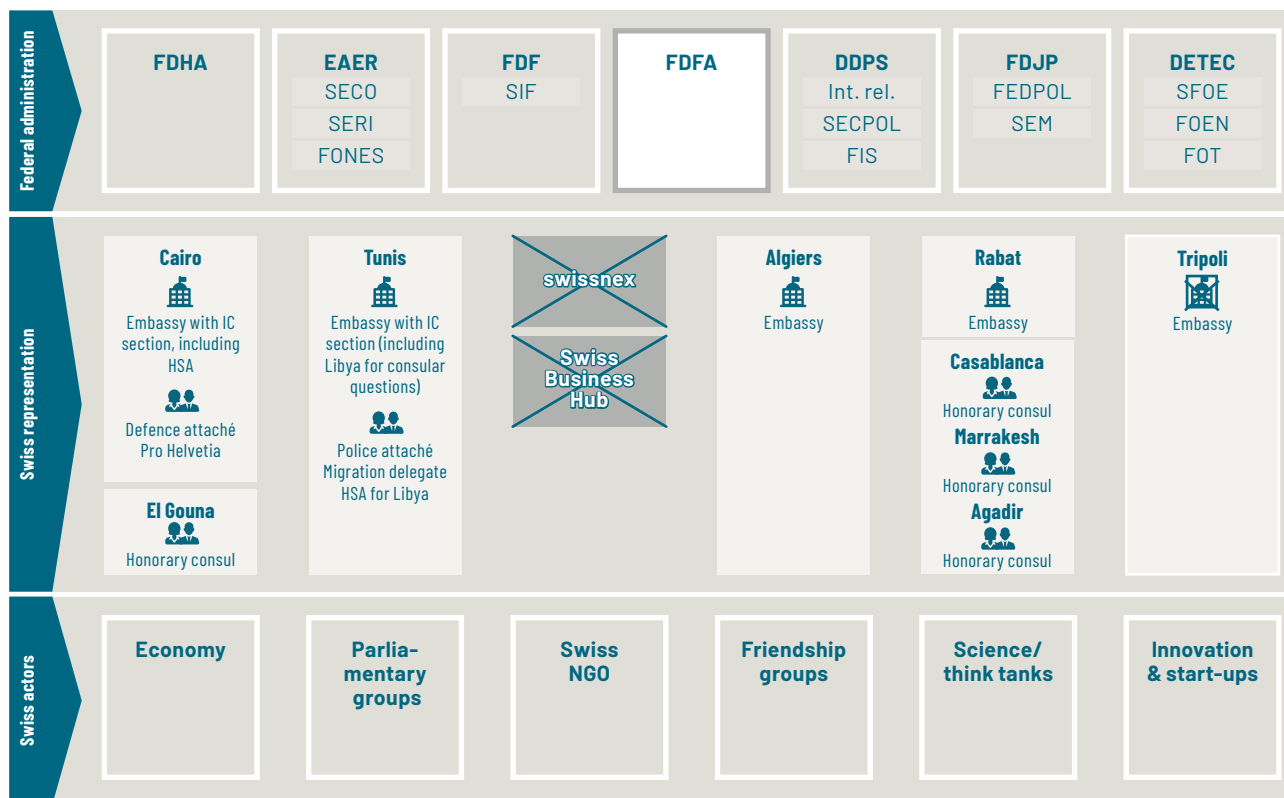 Federal administration
FDHA
EAER
SECO
SERI
FONES
FDF
SIF
FDFA
DDPS
Int. rel.
SECPOL
FIS
FDJP
FEDPOL
SEM
DETEC
SFOE
FOEN
FOT
Swiss representation
Cairo
Embassy with IC
section, including
HSA
Defence attaché
Pro Helvetia
El Gouna
Honorary consul
Tunis
Embassy with IC
section (including
Libya for consular
questions)
Police attaché
Migration delegate
HSA for Libya
swissnex
Swiss
Business
Hub
Algiers
Embassy
Rabat
Embassy
Casablanca
Honorary consul
Marrakesh
Honorary consul
Agadir
Honorary consul
Tripoli
Embassy
Swiss actors
Economy
Parlia-
mentary
groups
Swiss
NGO
Friendship
groups
Science/
think tanks
Innovation
& start-ups